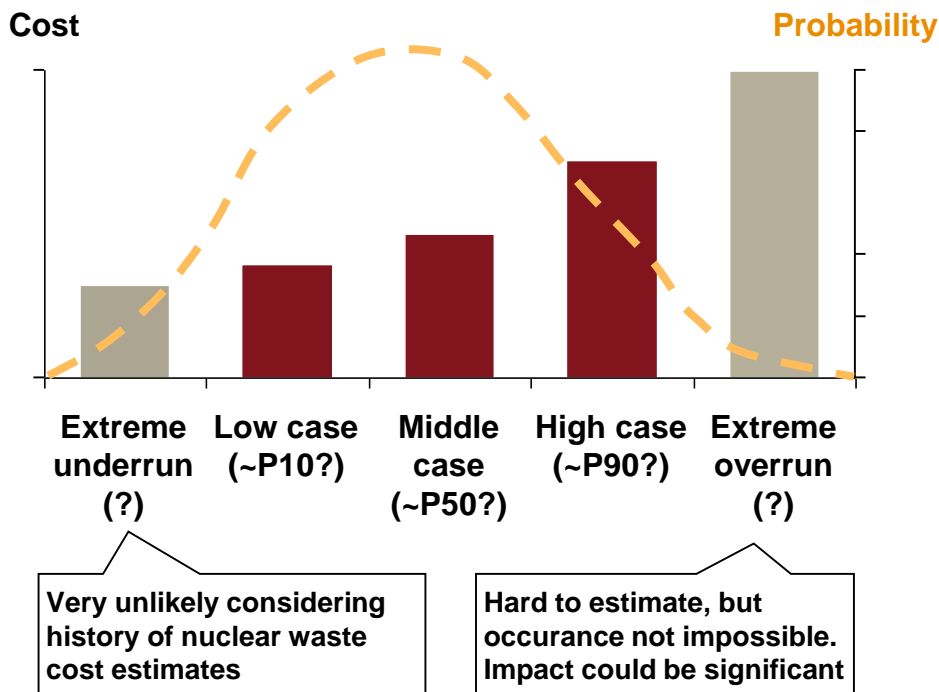 Cost
Probability
Extreme
underrun
(?)
Low case
(~P10?)
Middle
case
(~P50?)
High case
(~P90?)
Extreme
overrun
(?)
Very unlikely considering
history of nuclear waste
cost estimates
Hard to estimate, but
occurance not impossible.
Impact could be significant